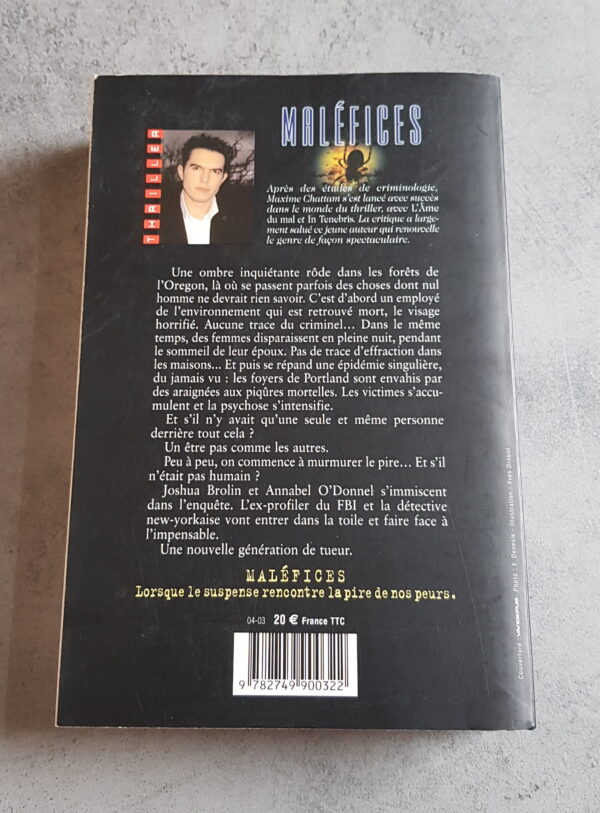 THRILLER
MALÉFICES
Après des études de criminologie,
Maxime Chattam s'est lancé avec succès
dans le monde du thriller, avec L'Âme
du mal et In Tenebris. La critique a large-
ment salué ce jeune auteur qui renouvelle
le genre de façon spectaculaire.
Une ombre inquiétante rôde dans les forêts de
l'Oregon, là où se passent parfois des choses dont nul
homme ne devrait rien savoir. C'est d'abord un employé
de l'environnement qui est retrouvé mort, le visage
horrifié. Aucune trace du criminel... Dans le même
temps, des femmes disparaissent en pleine nuit, pendant
le sommeil de leur époux. Pas de trace d'effraction dans
les maisons... Et puis se répand une épidémie singulière,
du jamais vu : les foyers de Portland sont envahis par
des araignées aux piqûres mortelles. Les victimes s'accu-
mulent et la psychose s'intensifie.
Et s'il n'y avait qu'une seule et même personne
derrière tout cela ?
Un être pas comme les autres.
Peu à peu, on commence à murmurer le pire... Et s'il
n'était pas humain ?
Joshua Brolin et Annabel O'Donnel s'immiscent
dans l'enquête. L'ex-profiler du FBI et la détective
new-yorkaise vont entrer dans la toile et faire face à
l'impensable.
Une nouvelle génération de tueur.
MALÉFICES
Lorsque le suspense rencontre la pire de nos peurs.
04-03 20 € France TTC
9 782749 900322
Couverture : Photo : F. Deneste - Illustration : Yves Drouat